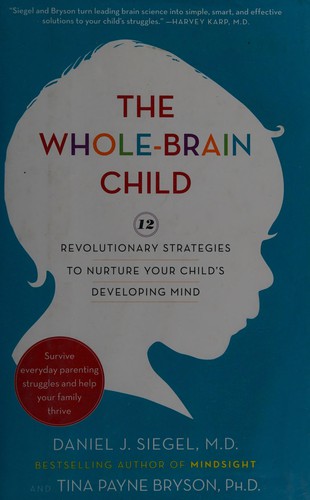 "Siegel and Bryson turn leading brain science into simple, smart, and effective
solutions to your child's struggles." —HARVEY KARP, M.D.
THE
WHOLE-BRAIN
CHILD
12
REVOLUTIONARY STRATEGIES
TO NURTURE YOUR CHILD'S
DEVELOPING MIND
Survive
everyday parenting
struggles and help
your family
thrive
DANIEL J. SIEGEL, M.D.
BESTSELLING AUTHOR OF MINDSIGHT
AND TINA PAYNE BRYSON, PH.D.